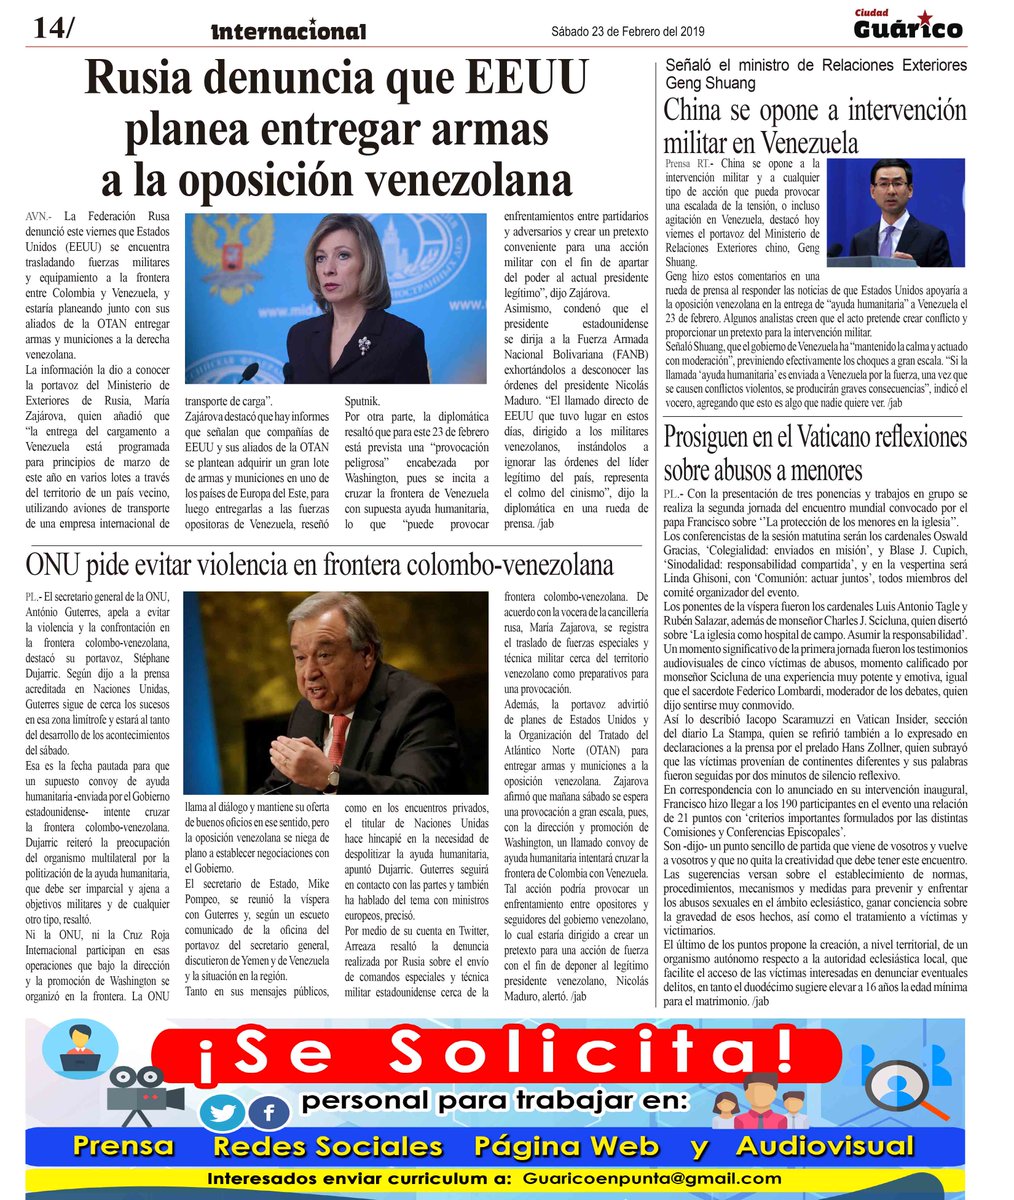 14/
Internacional
Sábado 23 de Febrero del 2019
Ciudad
Guárico
Rusia denuncia que EEUU
planea entregar armas
a la oposición venezolana
AVN.- La Federación Rusa
denunció este viernes que Estados
Unidos (EEUU) se encuentra
trasladando fuerzas militares
y equipamiento a la frontera
entre Colombia y Venezuela, y
estaría planeando junto con sus
aliados de la OTAN entregar
armas y municiones a la derecha
venezolana.
La información la dio a conocer
la portavoz del Ministerio de
Exteriores de Rusia, María
Zajárova, quien añadió que
“la entrega del cargamento a
Venezuela está programada
para principios de marzo de
este año en varios lotes a través
del territorio de un país vecino,
utilizando aviones de transporte
de una empresa internacional de
transporte de carga”.
Zajárova destacó que hay informes
que señalan que compañías de
EEUU y sus aliados de la OTAN
se plantean adquirir un gran lote
de armas y municiones en uno de
los países de Europa del Este, para
luego entregarlas a las fuerzas
opositoras de Venezuela, reseñó
Sputnik.
Por otra parte, la diplomática
resaltó que para este 23 de febrero
está prevista una “provocación
peligrosa” encabezada por
Washington, pues se incita a
cruzar la frontera de Venezuela
con supuesta ayuda humanitaria,
lo que “puede provocar
enfrentamientos entre partidarios
y adversarios y crear un pretexto
conveniente para una acción
militar con el fin de apartar
del poder al actual presidente
legítimo”, dijo Zajárova.
Asimismo, condenó que el
presidente estadounidense
se dirija a la Fuerza Armada
Nacional Bolivariana (FANB)
exhortándolos a desconocer las
órdenes del presidente Nicolás
Maduro. “El llamado directo de
EEUU que tuvo lugar en estos
días, dirigido a los militares
venezolanos, instándolos a
ignorar las órdenes del líder
legítimo del país, representa
el colmo del cinismo”, dijo la
diplomática en una rueda de
prensa. /jab
ONU pide evitar violencia en frontera colombo-venezolana
PL.- El secretario general de la ONU,
António Guterres, apela a evitar
la violencia y la confrontación en
la frontera colombo-venezolana,
destacó su portavoz, Stéphane
Dujarric. Según dijo a la prensa
acreditada en Naciones Unidas,
Guterres sigue de cerca los sucesos
en esa zona limítrofe y estará al tanto
del desarrollo de los acontecimientos
del sábado.
Esa es la fecha pautada para que
un supuesto convoy de ayuda
humanitaria -enviada por el Gobierno
estadounidense- intente cruzar
la frontera colombo-venezolana.
Dujarric reiteró la preocupación
del organismo multilateral por la
politización de la ayuda humanitaria,
que debe ser imparcial y ajena a
objetivos militares y de cualquier
otro tipo, resaltó.
Ni la ONU, ni la Cruz Roja
Internacional participan en esas
operaciones que bajo la dirección
y la promoción de Washington se
organizó en la frontera. La ONU
llama al diálogo y mantiene su oferta
de buenos oficios en ese sentido, pero
la oposición venezolana se niega de
plano a establecer negociaciones con
el Gobierno.
El secretario de Estado, Mike
Pompeo, se reunió la víspera
con Guterres y, según un escueto
comunicado de la oficina del
portavoz del secretario general,
discutieron de Yemen y de Venezuela
y la situación en la región.
Tanto en sus mensajes públicos,
como en los encuentros privados,
el titular de Naciones Unidas
hace hincapié en la necesidad de
despolitizar la ayuda humanitaria,
apuntó Dujarric. Guterres seguirá
en contacto con las partes y también
ha hablado del tema con ministros
europeos, precisó.
Por medio de su cuenta en Twitter,
Arreaza resaltó la denuncia
realizada por Rusia sobre el envío
de comandos especiales y técnica
militar estadounidense cerca de la
frontera colombo-venezolana. De
acuerdo con la vocera de la cancillería
rusa, María Zajarova, se registra
el traslado de fuerzas especiales y
técnica militar cerca del territorio
venezolano como preparativos para
una provocación.
Además, la portavoz advirtió
de planes de Estados Unidos y
la Organización del Tratado del
Atlántico Norte (OTAN) para
entregar armas y municiones a la
oposición venezolana. Zajarova
afirmó que mañana sábado se espera
una provocación a gran escala, pues,
con la dirección y promoción de
Washington, un llamado convoy de
ayuda humanitaria intentará cruzar la
frontera de Colombia con Venezuela.
Tal acción podría provocar un
enfrentamiento entre opositores y
seguidores del gobierno venezolano,
lo cual estaría dirigido a crear un
pretexto para una acción de fuerza
con el fin de deponer al legítimo
presidente venezolano, Nicolás
Maduro, alertó. /jab
Señaló el ministro de Relaciones Exteriores
Geng Shuang
China se opone a intervención
militar en Venezuela
Prensa RT.- China se opone a la
intervención militar y a cualquier
tipo de acción que pueda provocar
una escalada de la tensión, o incluso
agitación en Venezuela, destacó hoy
viernes el portavoz del Ministerio de
Relaciones Exteriores chino, Geng
Shuang.
Geng hizo estos comentarios en una
rueda de prensa al responder las noticias de que Estados Unidos apoyaría a
la oposición venezolana en la entrega de “ayuda humanitaria” a Venezuela el
23 de febrero. Algunos analistas creen que el acto pretende crear conflicto y
proporcionar un pretexto para la intervención militar.
Señaló Shuang, que el gobierno de Venezuela ha “mantenido la calma y actuado
con moderación”, previniendo efectivamente los choques a gran escala. “Si la
llamada ‘ayuda humanitaria’ es enviada a Venezuela por la fuerza, una vez que
se causen conflictos violentos, se producirán graves consecuencias”, indicó el
vocero, agregando que esto es algo que nadie quiere ver. /jab
Prosiguen en el Vaticano reflexiones
sobre abusos a menores
PL.- Con la presentación de tres ponencias y trabajos en grupo se
realiza la segunda jornada del encuentro mundial convocado por el
papa Francisco sobre ‘’La protección de los menores en la iglesia’’.
Los conferencistas de la sesión matutina serán los cardenales Oswald
Gracias, ‘Colegialidad: enviados en misión’, y Blase J. Cupich,
‘Sinodalidad: responsabilidad compartida’, y en la vespertina será
Linda Ghisoni, con ‘Comunión: actuar juntos’, todos miembros del
comité organizador del evento.
Los ponentes de la víspera fueron los cardenales Luis Antonio Tagle y
Rubén Salazar, además de monseñor Charles J. Scicluna, quien disertó
sobre ‘La iglesia como hospital de campo. Asumir la responsabilidad’.
Un momento significativo de la primera jornada fueron los testimonios
audiovisuales de cinco víctimas de abusos, momento calificado por
monseñor Scicluna de una experiencia muy potente y emotiva, igual
que el sacerdote Federico Lombardi, moderador de los debates, quien
dijo sentirse muy conmovido.
Así lo describió Iacopo Scaramuzzi en Vatican Insider, sección
del diario La Stampa, quien se refirió también a lo expresado en
declaraciones a la prensa por el prelado Hans Zollner, quien subrayó
que las víctimas provenían de continentes diferentes y sus palabras
fueron seguidas por dos minutos de silencio reflexivo.
En correspondencia con lo anunciado en su intervención inaugural,
Francisco hizo llegar a los 190 participantes en el evento una relación
de 21 puntos con ‘criterios importantes formulados por las distintas
Comisiones y Conferencias Episcopales’.
Son -dijo- un punto sencillo de partida que viene de vosotros y vuelve
a vosotros y que no quita la creatividad que debe tener este encuentro.
Las sugerencias versan sobre el establecimiento de normas,
procedimientos, mecanismos y medidas para prevenir y enfrentar
los abusos sexuales en el ámbito eclesiástico, ganar conciencia sobre
la gravedad de esos hechos, así como el tratamiento a víctimas y
victimarios.
El último de los puntos propone la creación, a nivel territorial, de un
organismo autónomo respecto a la autoridad eclesiástica local, que
facilite el acceso de las víctimas interesadas en denunciar eventuales
delitos, en tanto el duodécimo sugiere elevar a 16 años la edad mínima
para el matrimonio. /jab
¡Se Solicita!
personal para trabajar en:
Prensa Redes Sociales Página Web y Audiovisual
Interesados enviar curriculum a: Guaricoenpunta@gmail.com